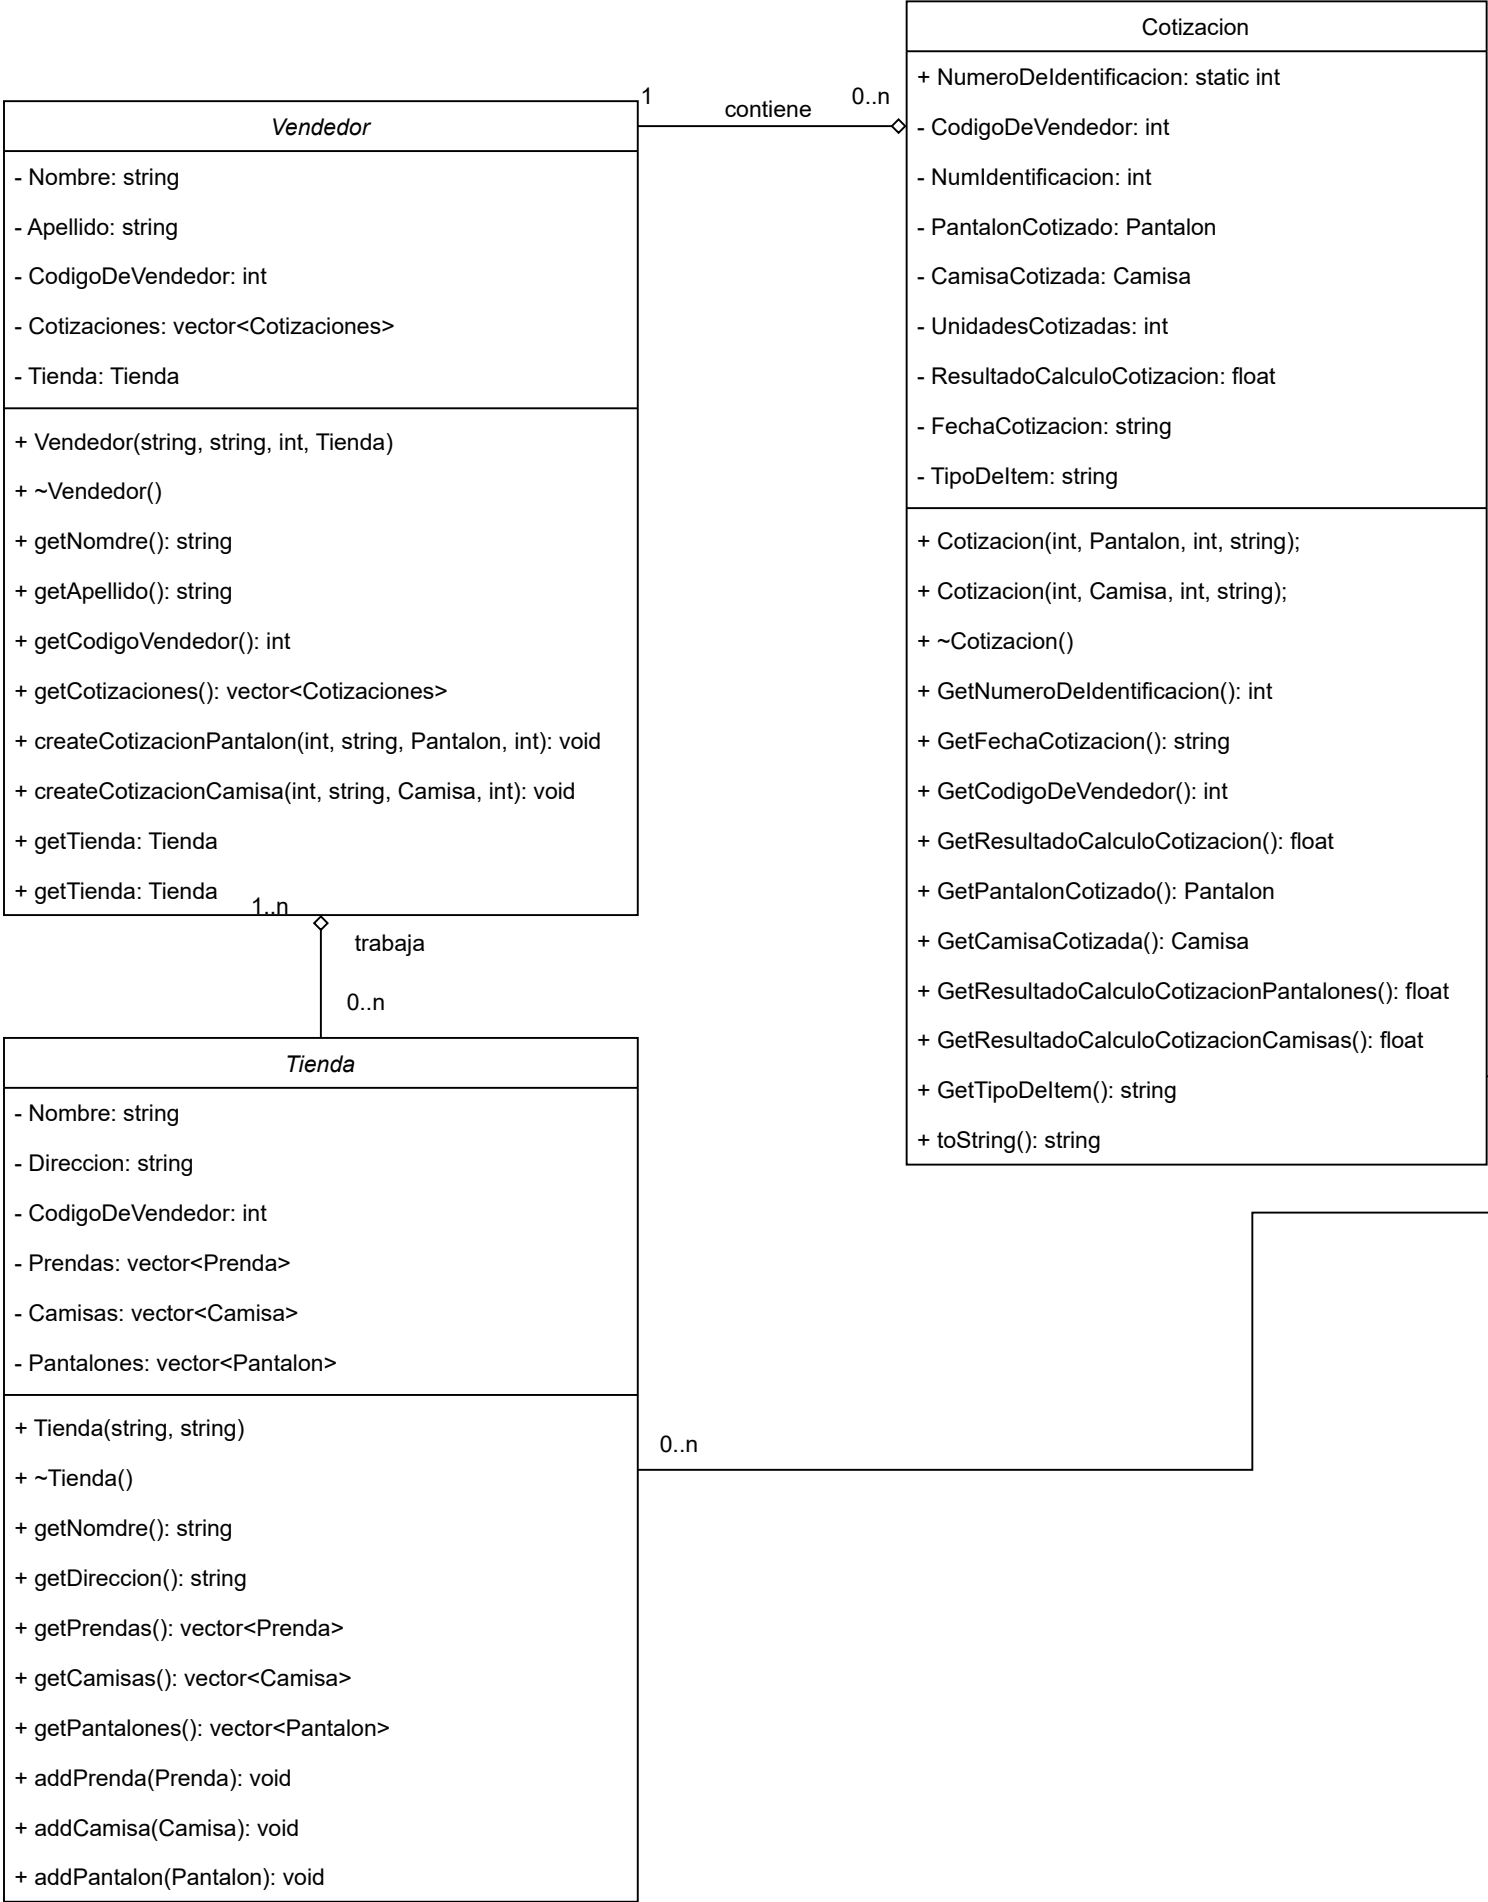 Vendedor
- Nombre: string
- Apellido: string
- CodigoDeVendedor: int
- Cotizaciones: vector<Cotizaciones>
- Tienda: Tienda
+ Vendedor(string, string, int, Tienda)
+ ~Vendedor()
+ getNomdre(): string
+ getApellido(): string
+ getCodigoVendedor(): int
+ getCotizaciones(): vector<Cotizaciones>
+ createCotizacionPantalon(int, string, Pantalon, int): void
+ createCotizacionCamisa(int, string, Camisa, int): void
+ getTienda: Tienda
+ getTienda: Tienda
1
contiene
0..n
Cotizacion
+ NumeroDeIdentificacion: static int
- CodigoDeVendedor: int
- NumIdentificacion: int
- PantalonCotizado: Pantalon
- CamisaCotizada: Camisa
- UnidadesCotizadas: int
- ResultadoCalculoCotizacion: float
- FechaCotizacion: string
- TipoDeItem: string
+ Cotizacion(int, Pantalon, int, string);
+ Cotizacion(int, Camisa, int, string);
+ ~Cotizacion()
+ GetNumeroDeIdentificacion(): int
+ GetFechaCotizacion(): string
+ GetCodigoDeVendedor(): int
+ GetResultadoCalculoCotizacion(): float
+ GetPantalonCotizado(): Pantalon
+ GetCamisaCotizada(): Camisa
+ GetResultadoCalculoCotizacionPantalones(): float
+ GetResultadoCalculoCotizacionCamisas(): float
+ GetTipoDeItem(): string
+ toString(): string
1..n
trabaja
0..n
Tienda
- Nombre: string
- Direccion: string
- CodigoDeVendedor: int
- Prendas: vector<Prenda>
- Camisas: vector<Camisa>
- Pantalones: vector<Pantalon>
+ Tienda(string, string)
+ ~Tienda()
+ getNomdre(): string
+ getDireccion(): string
+ getPrendas(): vector<Prenda>
+ getCamisas(): vector<Camisa>
+ getPantalones(): vector<Pantalon>
+ addPrenda(Prenda): void
+ addCamisa(Camisa): void
+ addPantalon(Pantalon): void
0..n